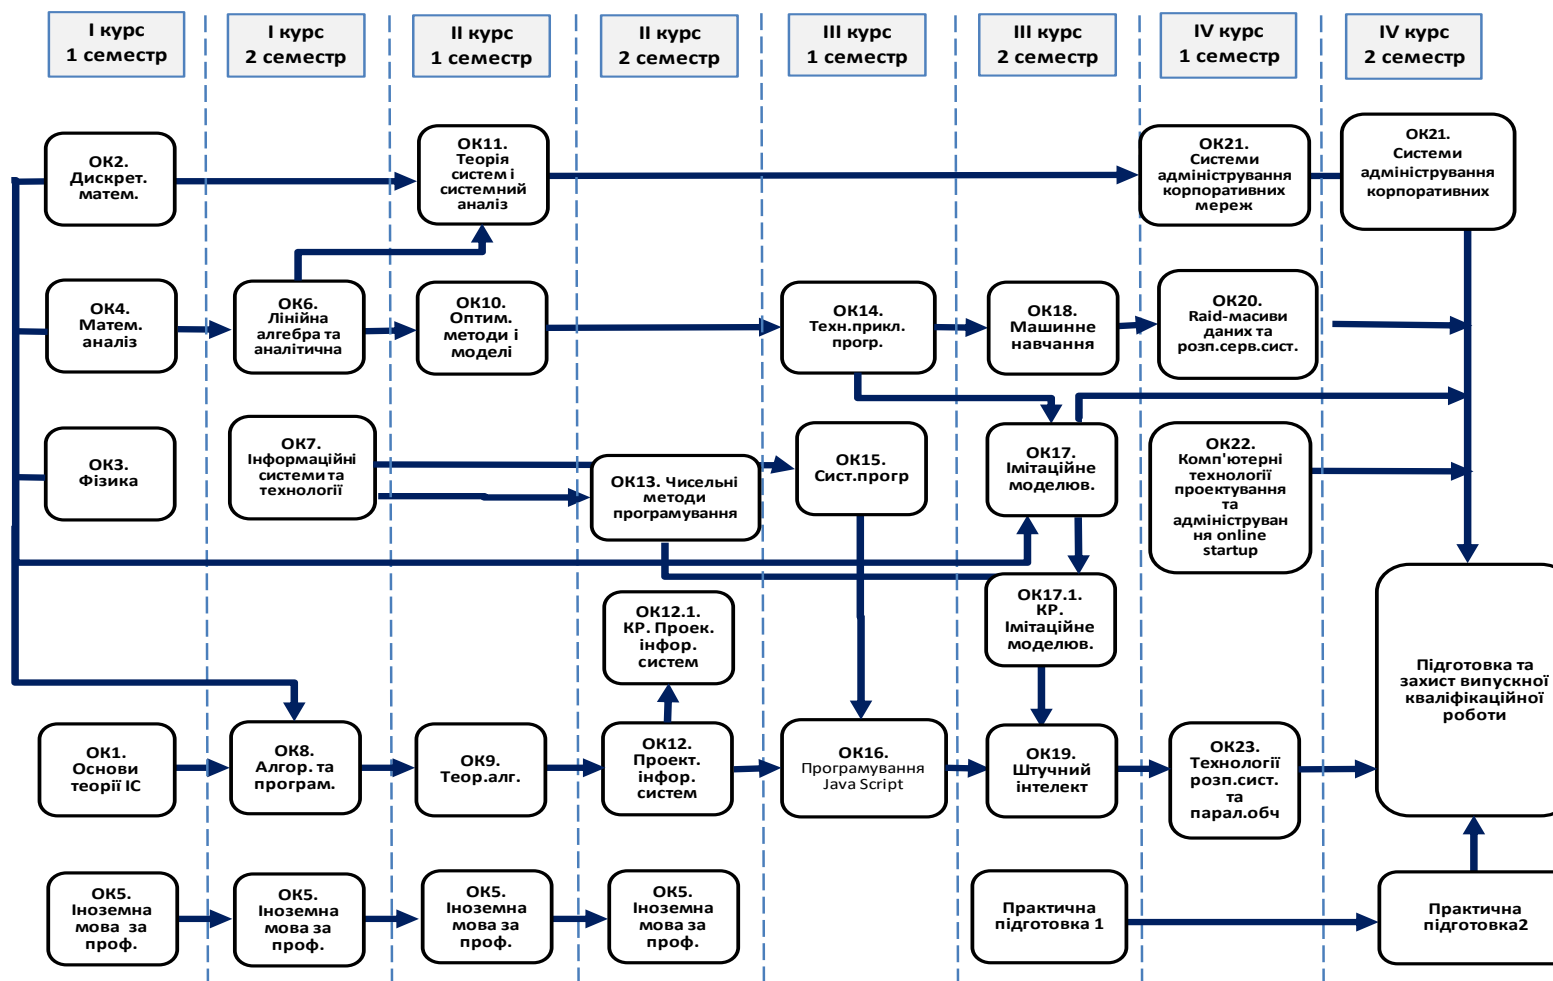 І курс
1 семестр
І курс
2 семестр
ІІ курс
1 семестр
ІІ курс
2 семестр
ІІІ курс
1 семестр
ІІІ курс
2 семестр
IV курс
1 семестр
IV курс
2 семестр
ОК2.
Дискрет.
матем.
ОК11.
Теорія
систем і
системний
аналіз
ОК21.
Системи
адміністрування
корпоративних
мереж
ОК21.
Системи
адміністрування
корпоративних
ОК4.
Матем.
аналіз
ОК6.
Лінійна
алгебра та
аналітична
ОК10.
Оптим.
методи і
моделі
ОК14.
Техн.прикл.
прогр.
ОК18.
Машинне
навчання
ОК20.
Raid-масиви
даних та
розп.серв.сист.
ОК3.
Фізика
ОК7.
Інформаційні
системи та
технології
ОК13. Чисельні
методи
програмування
ОК15.
Сист.прогр
ОК17.
Імітаційне
моделюв.
ОК22.
Комп'ютерні
технології
проектування
та
адмініструван
ня online
startup
ОК12.1.
КР. Проек.
інфор.
систем
ОК17.1.
КР.
Імітаційне
моделюв.
Підготовка та
захист випускної
кваліфікаційної
роботи
ОК1.
Основи
теорії ІС
ОК8.
Алгор. та
програм.
ОК9.
Теор.алг.
ОК12.
Проект.
інфор.
систем
ОК16.
Програмування
Java Script
ОК19.
Штучний
інтелект
ОК23.
Технології
розп.сист.
та
парал.обч
ОК5.
Іноземна
мова за
проф.
ОК5.
Іноземна
мова за
проф.
ОК5.
Іноземна
мова за
проф.
ОК5.
Іноземна
мова за
проф.
Практична
підготовка 1
Практична
підготовка2